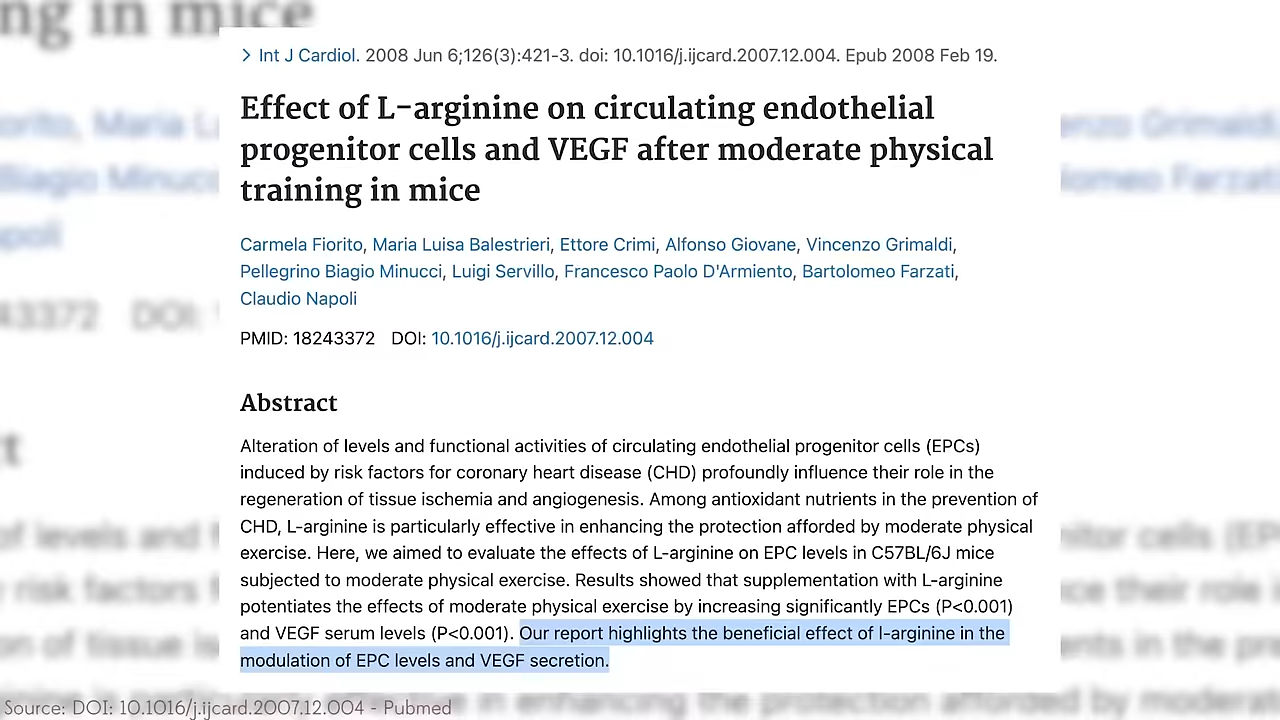 ng in mice
> Int J Cardiol. 2008 Jun 6;126(3):421-3. doi: 10.1016/j.ijcard.2007.12.004. Epub 2008 Feb 19.
Effect of L-arginine on circulating endothelial
progenitor cells and VEGF after moderate physical
training in mice
Carmela Fiorito, Maria Luisa Balestrieri, Ettore Crimi, Alfonso Giovane, Vincenzo Grimaldi,
Pellegrino Biagio Minucci, Luigi Servillo, Francesco Paolo D'Armiento, Bartolomeo Farzati,
Claudio Napoli
PMID: 18243372 DOI: 10.1016/j.ijcard.2007.12.004
Abstract
Alteration of levels and functional activities of circulating endothelial progenitor cells (EPCs)
induced by risk factors for coronary heart disease (CHD) profoundly influence their role in the
regeneration of tissue ischemia and angiogenesis. Among antioxidant nutrients in the prevention of
CHD, L-arginine is particularly effective in enhancing the protection afforded by moderate physical
exercise. Here, we aimed to evaluate the effects of L-arginine on EPC levels in C57BL/6J mice
subjected to moderate physical exercise. Results showed that supplementation with L-arginine
potentiates the effects of moderate physical exercise by increasing significantly EPCs (P<0.001)
and VEGF serum levels (P<0.001). Our report highlights the beneficial effect of l-arginine in the
modulation of EPC levels and VEGF secretion.
Source: DOI: 10.1016/j.ijcard.2007.12.004 - Pubmed